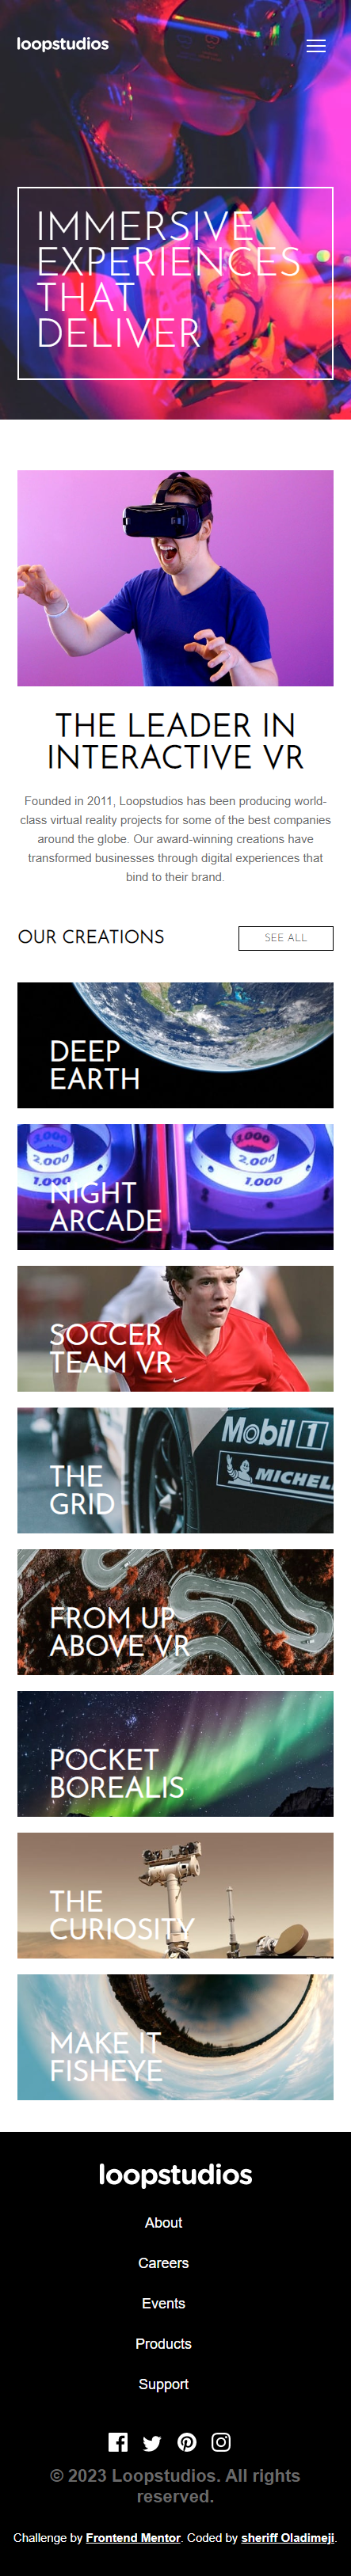 loopstudios
IMMERSIVE
EXPERIENCES
THAT
DELIVER
THE LEADER IN
INTERACTIVE VR
Founded in 2011, Loopstudios has been producing world-
class virtual reality projects for some of the best companies
around the globe. Our award-winning creations have
transformed businesses through digital experiences that
bind to their brand.
OUR CREATIONS
SEE ALL
DEEP
EARTH
1.000
3.000
2.000
2.000
1.000
1.000
NIGHT
ARCADE
SOCCER
TEAM VR
Mobil 1
MICHEL
THE
GRID
FROM UP
ABOVE VR
POCKET
BOREALIS
THE
CURIOSITY
MAKE IT
FISHEYE
loopstudios
About
Careers
Events
Products
Support
© 2023 Loopstudios. All rights
reserved.
Challenge by Frontend Mentor. Coded by sheriff Oladimeji.